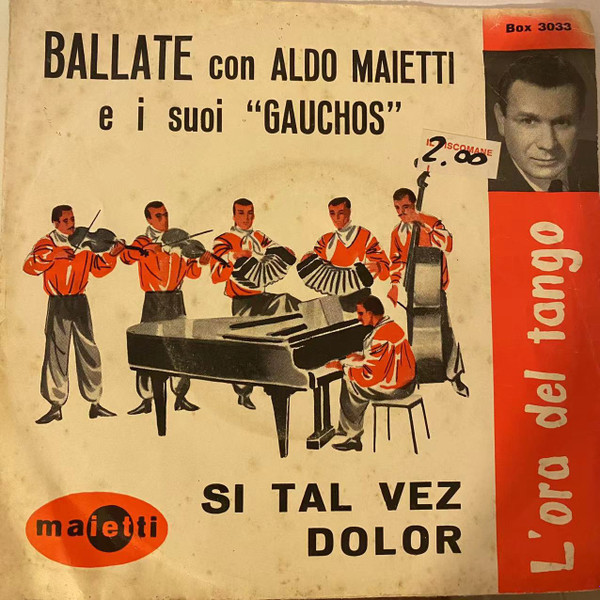 Box 3033
BALLATE con ALDO MAIETTI
e i suoi "GAUCHOS"
2.00
L'ora del tango
SI TAL VEZ
DOLOR
maietti